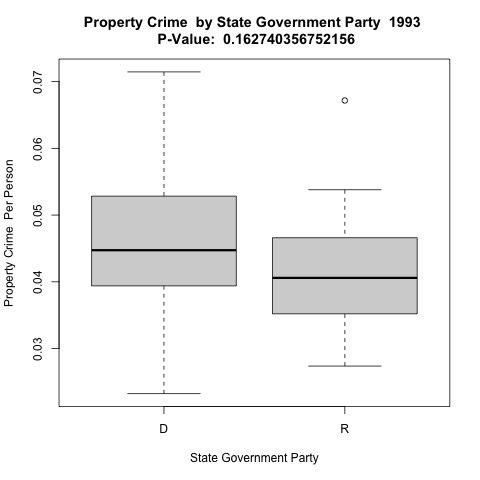 Property Crime  by State Government Party  1993
P-Value:  0.162740356752156
Property Crime  Per Person
0.07
0.06
0.05
0.04
0.03
D
R
State Government Party